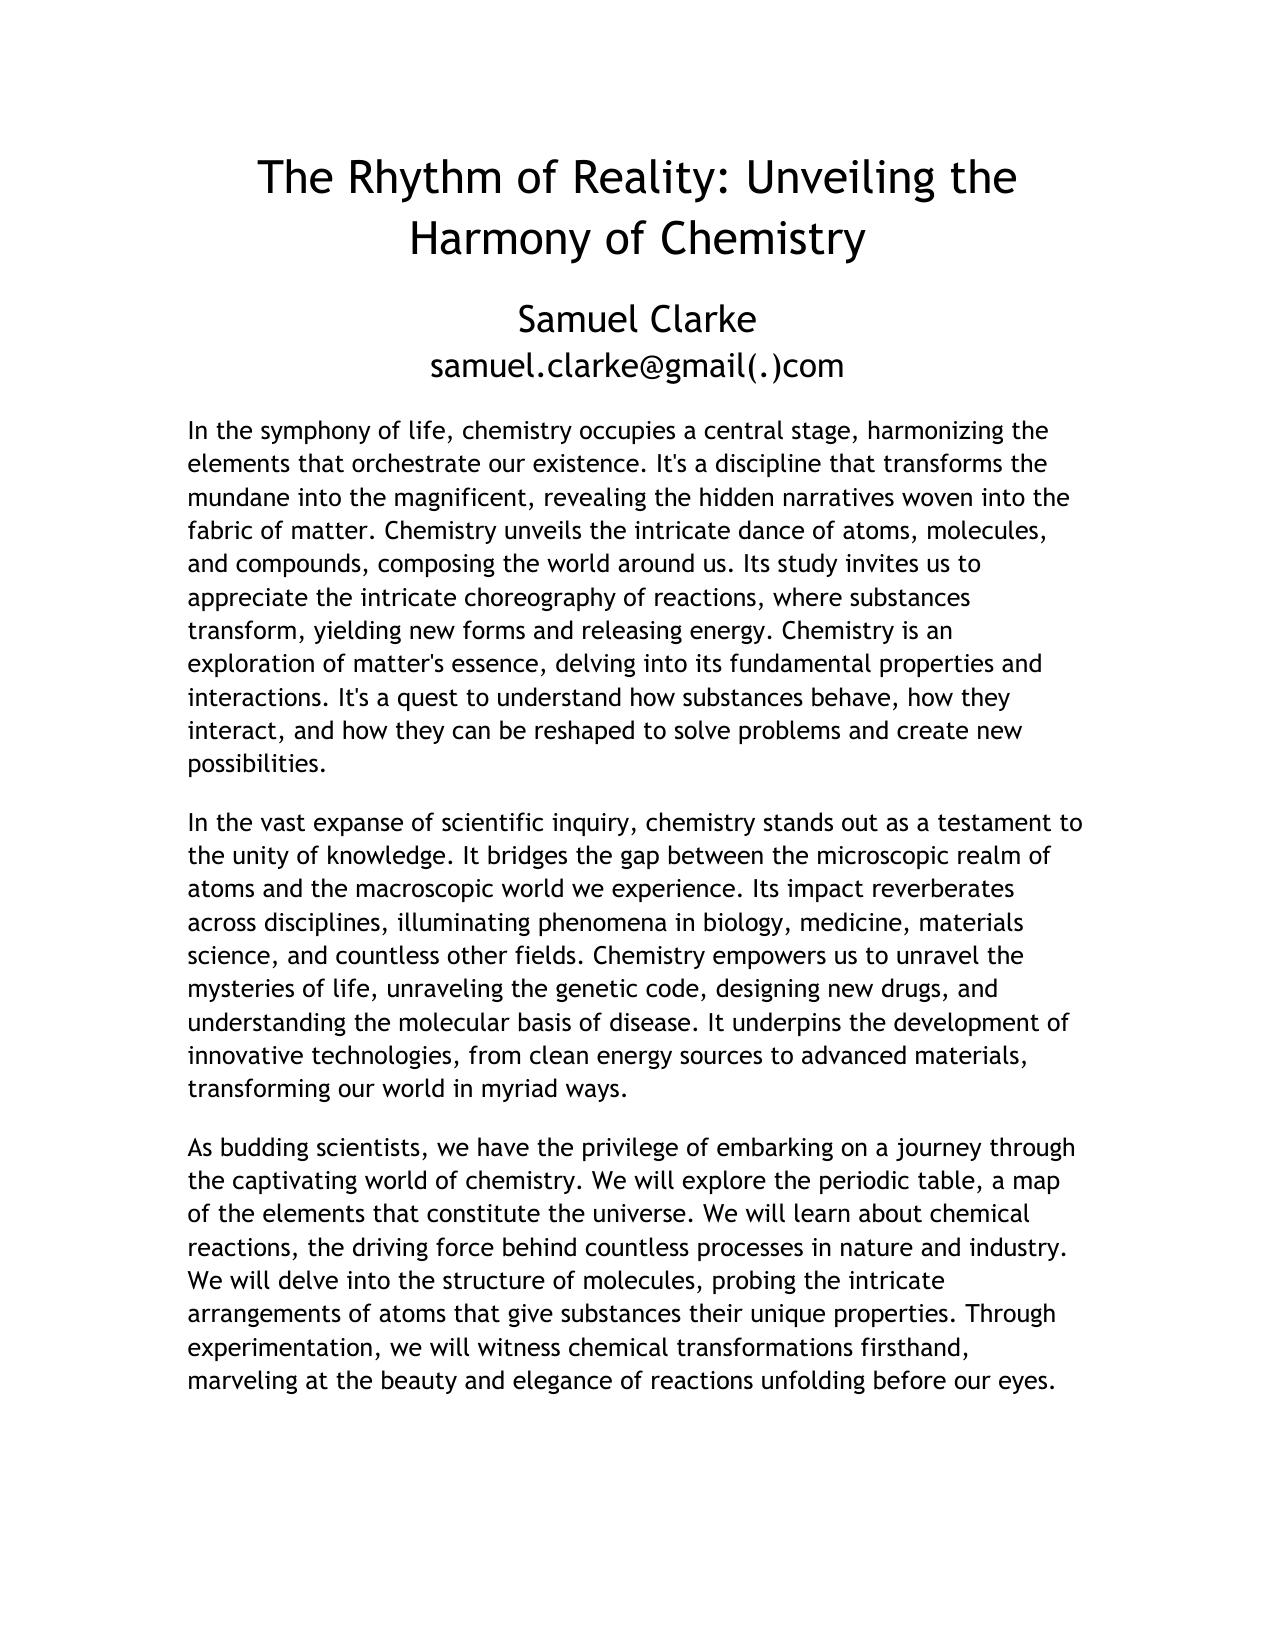 The Rhythm of Reality: Unveiling the
Harmony of Chemistry
Samuel Clarke
samuel.clarke@gmail(.)com
In the symphony of life, chemistry occupies a central stage, harmonizing the
elements that orchestrate our existence. It's a discipline that transforms the
mundane into the magnificent, revealing the hidden narratives woven into the
fabric of matter. Chemistry unveils the intricate dance of atoms, molecules,
and compounds, composing the world around us. Its study invites us to
appreciate the intricate choreography of reactions, where substances
transform, yielding new forms and releasing energy. Chemistry is an
exploration of matter's essence, delving into its fundamental properties and
interactions. It's a quest to understand how substances behave, how they
interact, and how they can be reshaped to solve problems and create new
possibilities.
In the vast expanse of scientific inquiry, chemistry stands out as a testament to
the unity of knowledge. It bridges the gap between the microscopic realm of
atoms and the macroscopic world we experience. Its impact reverberates
across disciplines, illuminating phenomena in biology, medicine, materials
science, and countless other fields. Chemistry empowers us to unravel the
mysteries of life, unraveling the genetic code, designing new drugs, and
understanding the molecular basis of disease. It underpins the development of
innovative technologies, from clean energy sources to advanced materials,
transforming our world in myriad ways.
As budding scientists, we have the privilege of embarking on a journey through
the captivating world of chemistry. We will explore the periodic table, a map
of the elements that constitute the universe. We will learn about chemical
reactions, the driving force behind countless processes in nature and industry.
We will delve into the structure of molecules, probing the intricate
arrangements of atoms that give substances their unique properties. Through
experimentation, we will witness chemical transformations firsthand,
marveling at the beauty and elegance of reactions unfolding before our eyes.